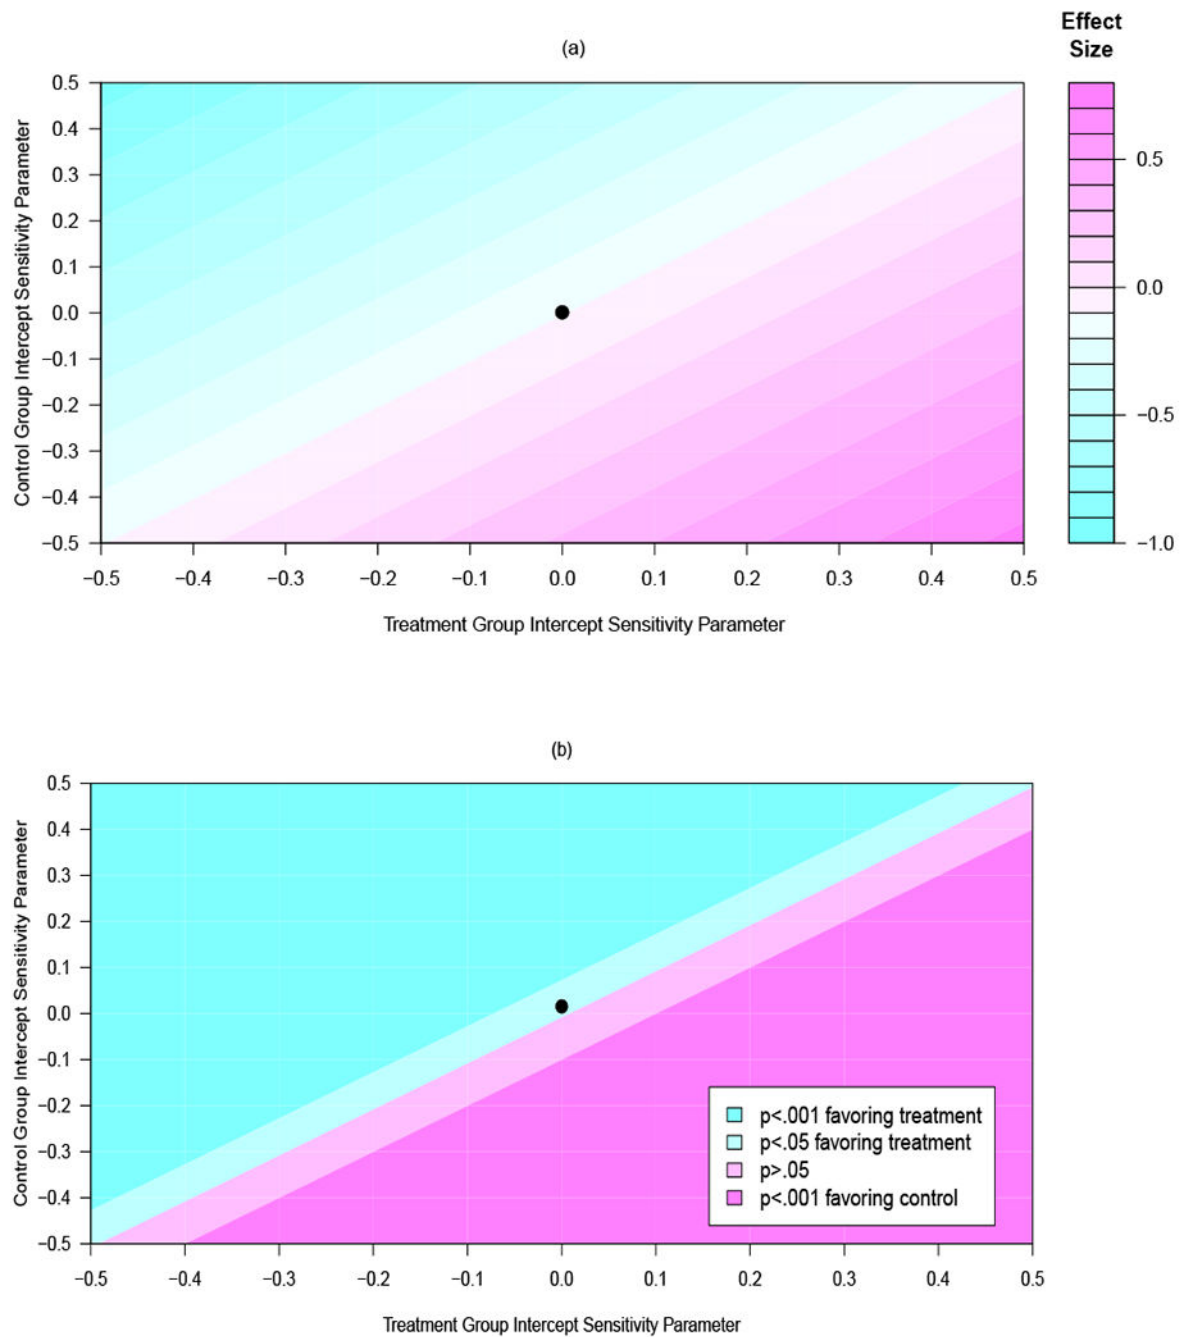 Effect
Size
(a)
Control Group Intercept Sensitivity Parameter
0.5
0.4
0.3
0.2
0.1
0.0
−0.1
−0.2
−0.3
−0.4
−0.5
−0.5 −0.4 −0.3 −0.2 −0.1 0.0 0.1 0.2 0.3 0.4 0.5
Treatment Group Intercept Sensitivity Parameter
0.5
0.0
−0.5
−1.0
(b)
Control Group Intercept Sensitivity Parameter
0.5
0.4
0.3
0.2
0.1
0.0
−0.1
−0.2
−0.3
−0.4
−0.5
p<.001 favoring treatment
p<.05 favoring treatment
p>.05
p<.001 favoring control
−0.5 −0.4 −0.3 −0.2 −0.1 0.0 0.1 0.2 0.3 0.4 0.5
Treatment Group Intercept Sensitivity Parameter